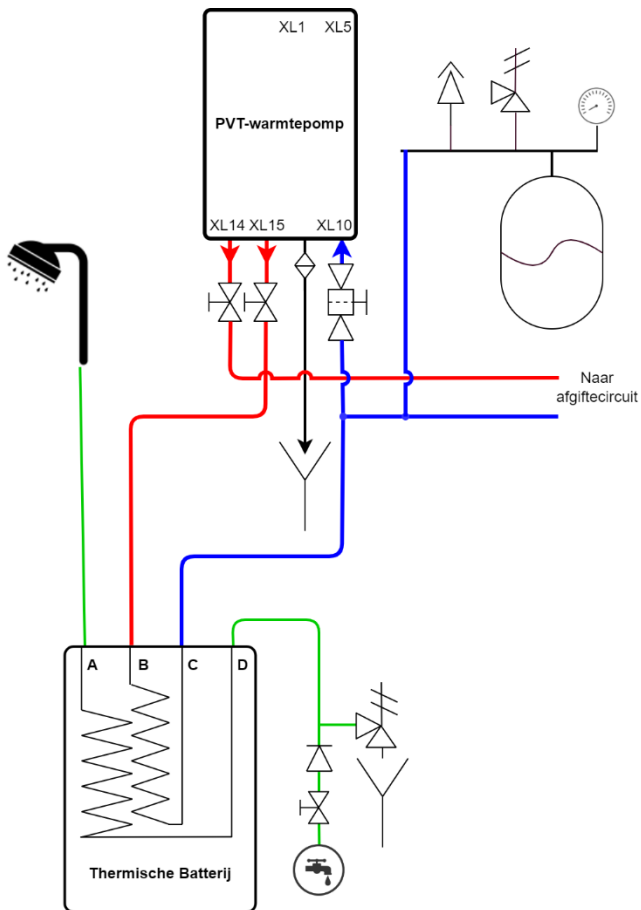 XL1 XL5
PVT-warmtepomp
XL14 XL15 XL10
Naar
afgiftecircuit
A B C D
Thermische Batterij